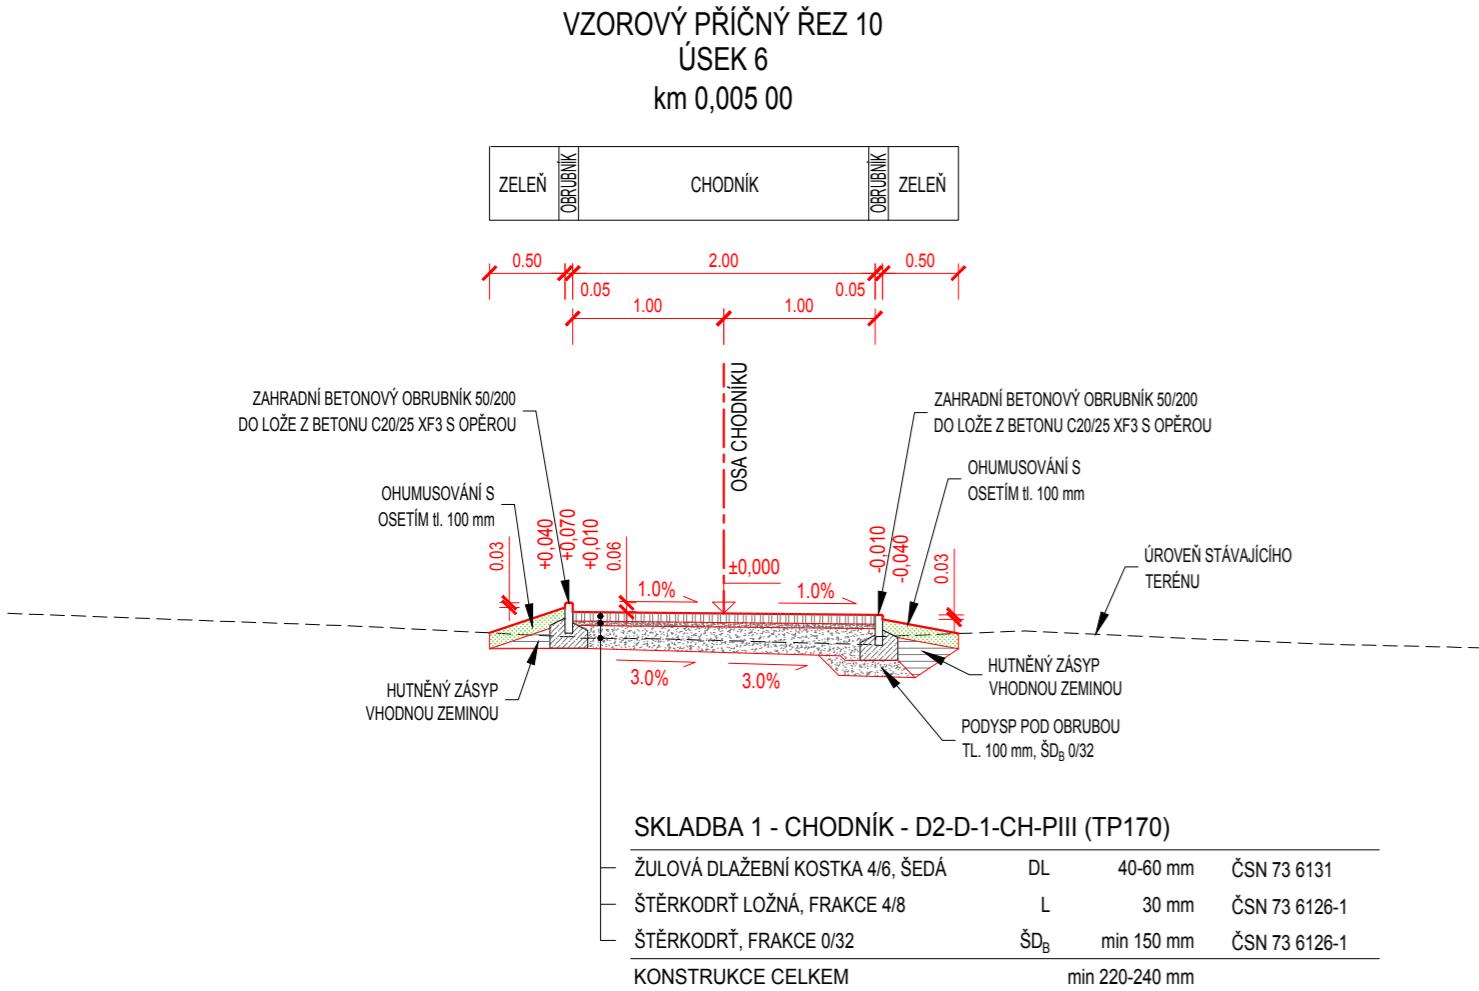 VZOROVÝ PŘÍČNÝ ŘEZ 10
ÚSEK 6
km 0,005 00
ZELEŇ
OBRUBNÍK
CHODNÍK
OBRUBNÍK
ZELEŇ
0.50
2.00
0.50
0.05
0.05
1.00
1.00
OSA CHODNÍKU
ZAHRADNÍ BETONOVÝ OBRUBNÍK 50/200
DO LOŽE Z BETONU C20/25 XF3 S OPĚROU
ZAHRADNÍ BETONOVÝ OBRUBNÍK 50/200
DO LOŽE Z BETONU C20/25 XF3 S OPĚROU
OHUMUSOVÁNÍ S
OSETÍM tl. 100 mm
OHUMUSOVÁNÍ S
OSETÍM tl. 100 mm
0.03
+0,040
+0,070
+0,010
0.06
±0,000
-0,010
-0,040
0.03
1.0%
1.0%
ÚROVEŇ STÁVAJÍCÍHO
TERÉNU
3.0%
3.0%
HUTNĚNÝ ZÁSYP
VHODNOU ZEMINOU
HUTNĚNÝ ZÁSYP
VHODNOU ZEMINOU
PODYSP POD OBRUBOU
TL. 100 mm, ŠDB 0/32
SKLADBA 1 - CHODNÍK - D2-D-1-CH-PIII (TP170)
ŽULOVÁ DLAŽEBNÍ KOSTKA 4/6, ŠEDÁ DL 40-60 mm ČSN 73 6131
ŠTĚRKODRŤ LOŽNÁ, FRAKCE 4/8 L 30 mm ČSN 73 6126-1
ŠTĚRKODRŤ, FRAKCE 0/32 ŠDB min 150 mm ČSN 73 6126-1
KONSTRUKCE CELKEM min 220-240 mm